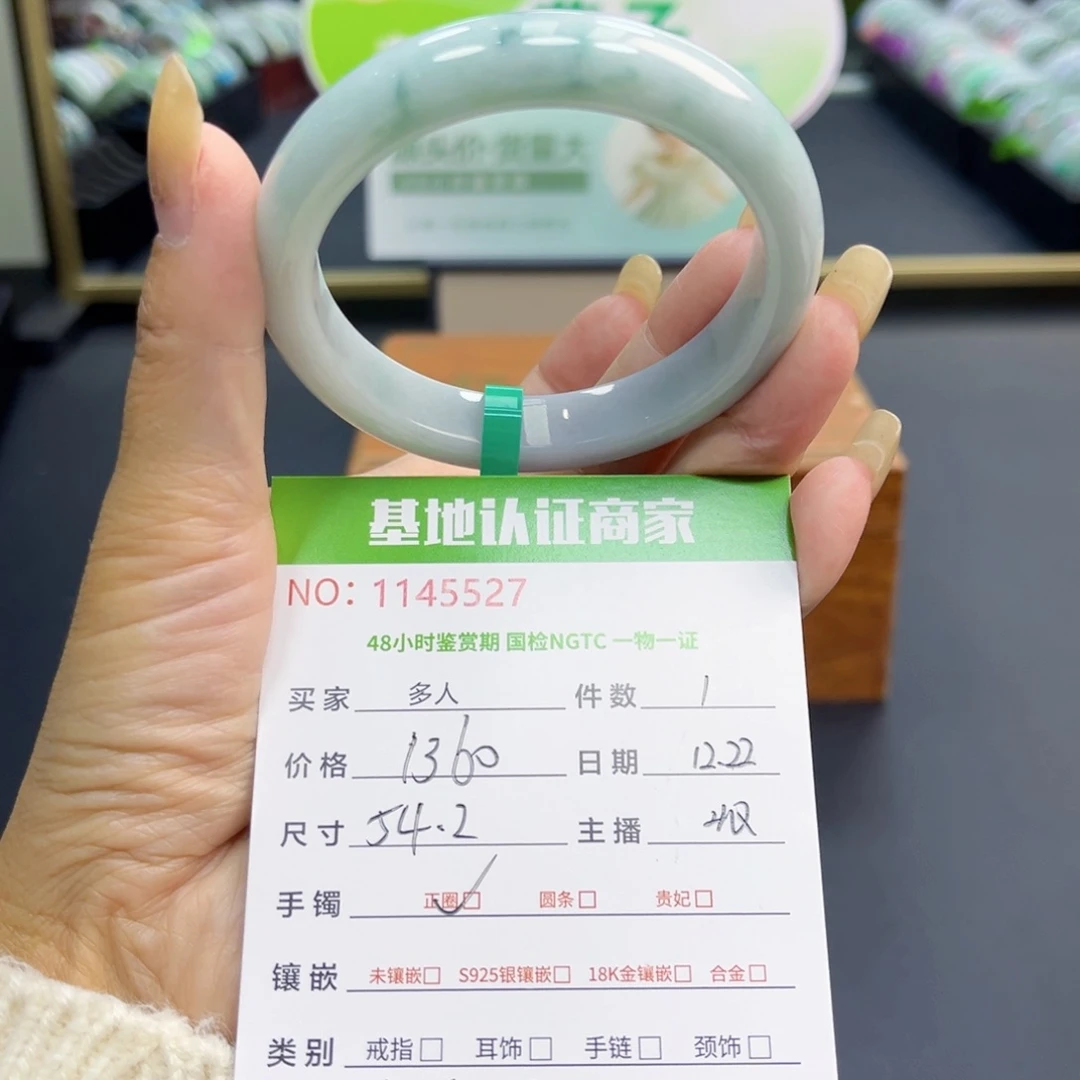 基地认证商家
NO: 1145527
48小时鉴赏期 国检NGTC 一物一证
买家 多人 件数 1
价格 1360 日期 12.22
尺寸 54.2 主播
手镯 正圈☐ 圆条☐ 贵妃☐
镶嵌 未镶嵌☐ S925银镶嵌☐ 18K金镶嵌☐ 合金☐
类别 戒指☐ 耳饰☐ 手链☐ 颈饰☐